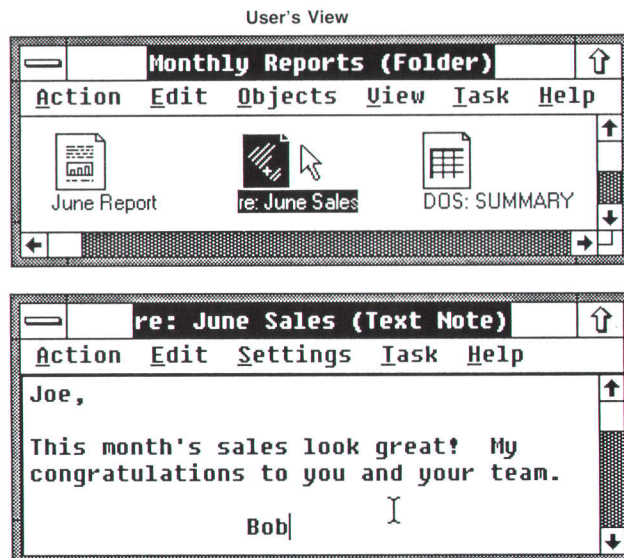 User's View
Monthly Reports (Folder)
Action Edit Objects View Task Help
June Report re: June Sales DOS: SUMMARY
re: June Sales (Text Note)
Action Edit Settings Task Help
Joe,
This month's sales look great! My
congratulations to you and your team.
Bob